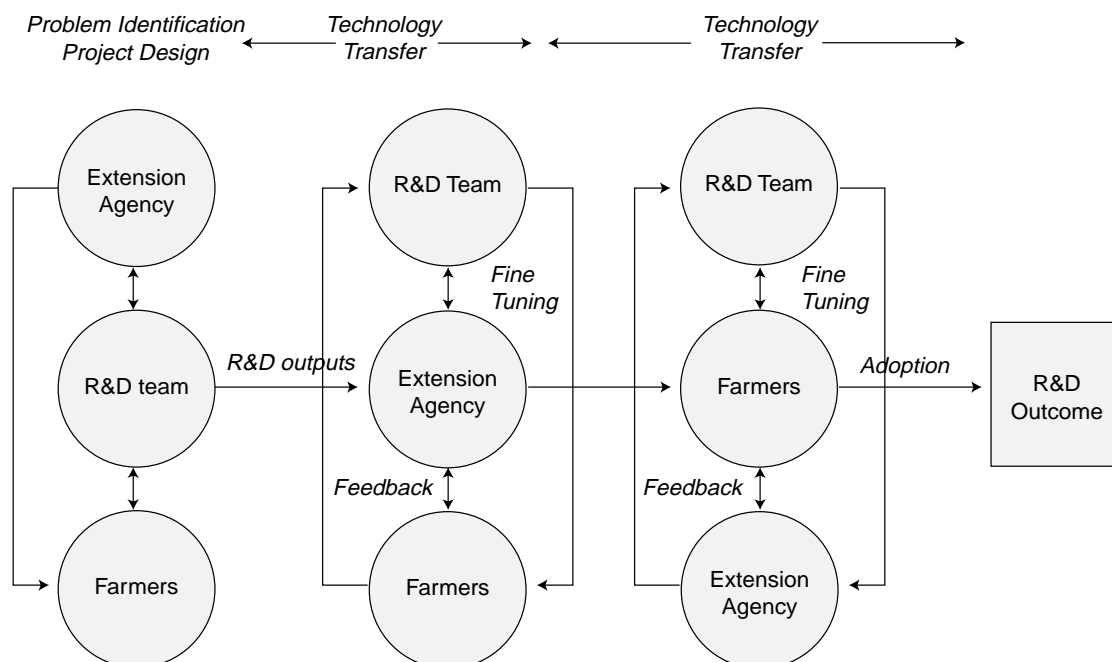 Problem Identification
Project Design
Technology
Transfer
Technology
Transfer
Extension
Agency
R&D Team
R&D Team
Fine
Tuning
Fine
Tuning
R&D team
R&D outputs
Extension
Agency
Farmers
Adoption
R&D
Outcome
Feedback
Feedback
Farmers
Farmers
Extension
Agency